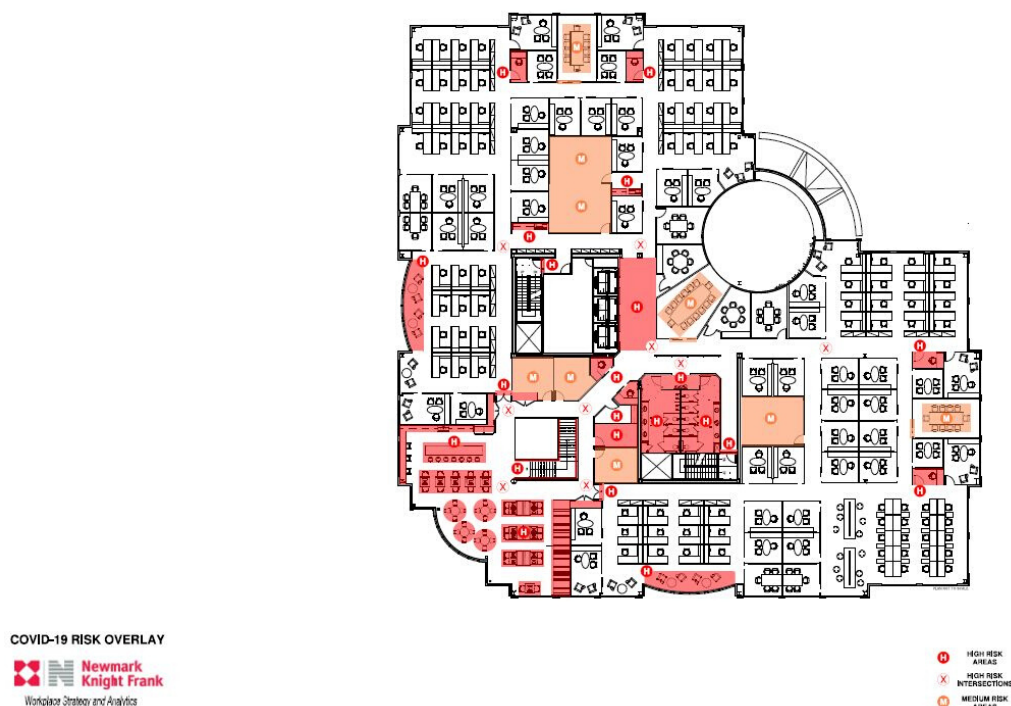 M
H
H
M
H
M
H
X
X
H
H
H
M
X
X
X
H
M
M
H
H
H
M
X
X
H
H
H
M
H
H
H
M
H
X
X
H
H
H
H
COVID-19 RISK OVERLAY
Newmark
Knight Frank
Workplace Strategy and Analytics
H HIGH RISK
AREAS
X HIGH RISK
INTERSECTIONS
M MEDIUM RISK
AREAS